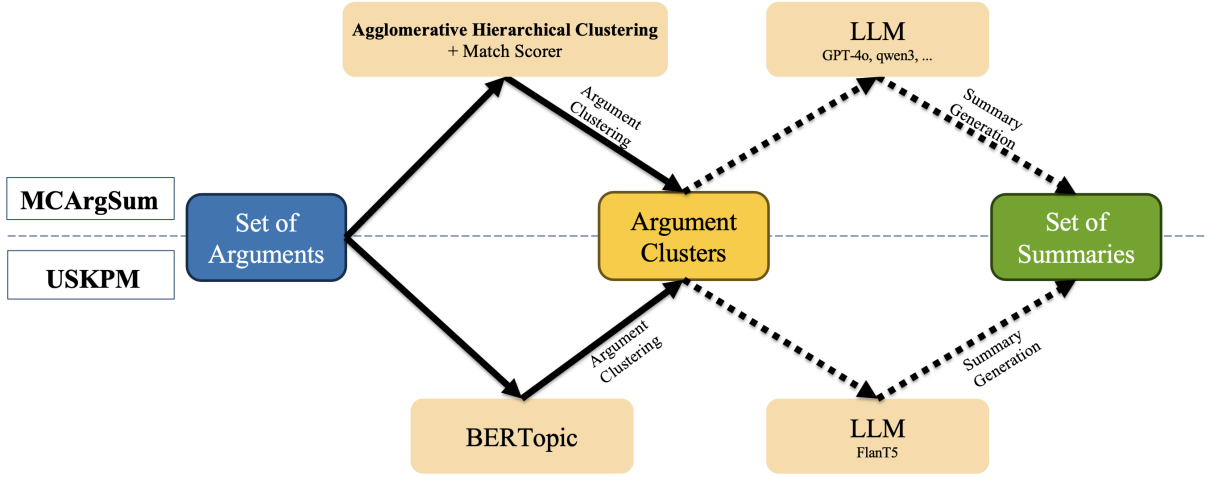 Agglomerative Hierarchical Clustering
+ Match Scorer
LLM
GPT-4o, qwen3, ...
Argument
Clustering
Summary
Generation
MCArgSum
USKPM
Set of
Arguments
Argument
Clusters
Set of
Summaries
Argument
Clustering
Summary
Generation
BERTopic
LLM
FlanT5